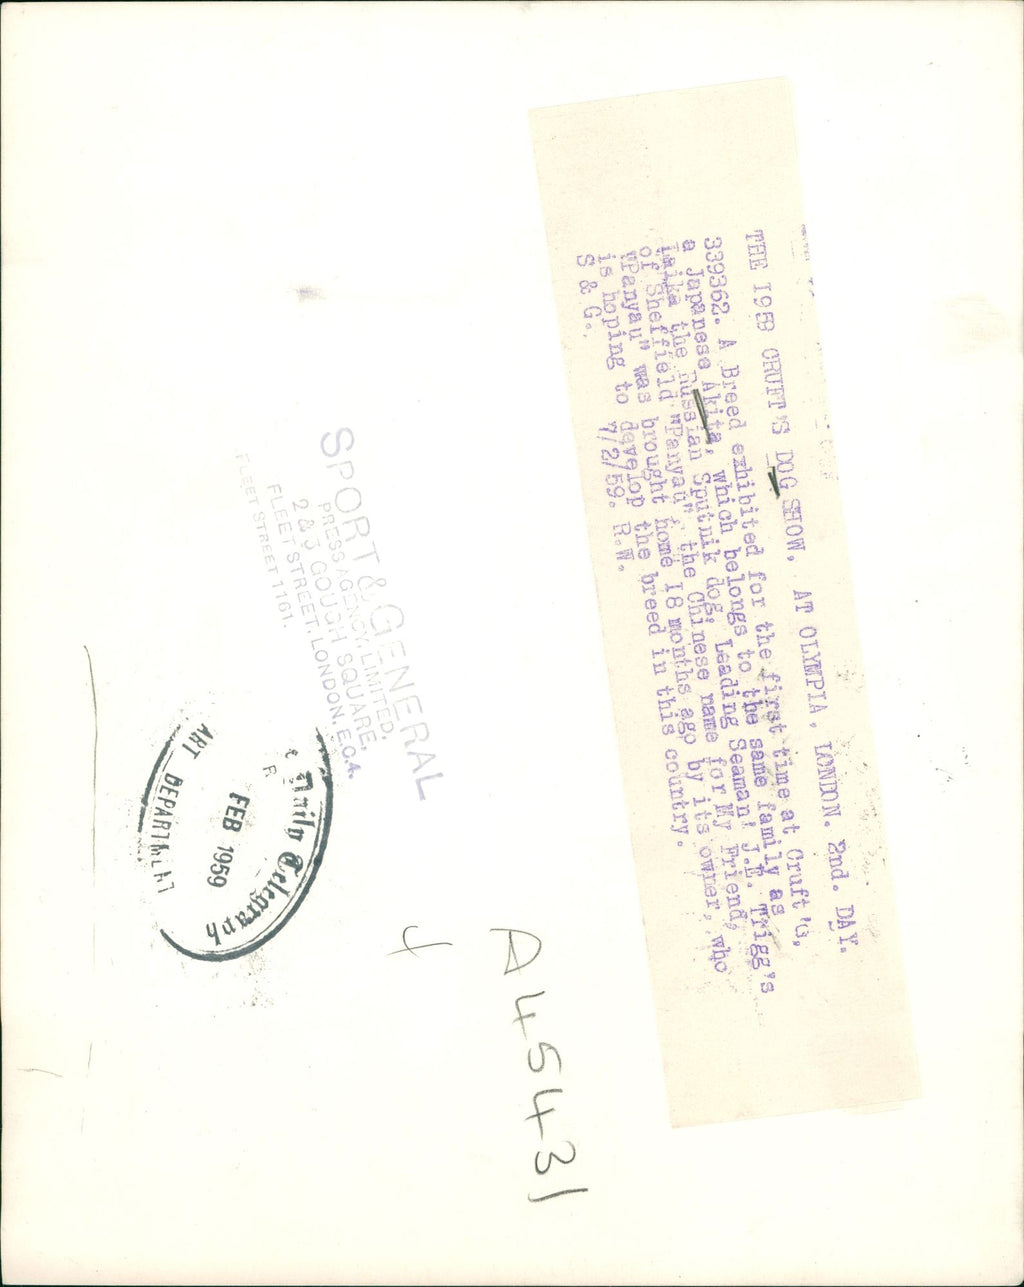 THE 1959 CRUFT'S DOG SHOW, AT OLYMPIA, LONDON. 2nd. DAY.
339362. A Breed exhibited for the first time at Cruft's,
a Japanese Akita, which belongs to the same family as
Laika the Russian Sputnik dog, Leading Seaman' J.E. Trigg's
of Sheffield "Panyau", the Chinese name for My Friend,
"Panyau" was brought home 18 months ago by its owner, who
is hoping to develop the breed in this country.
S & G. 7/2/59. R.W.
SPORT & GENERAL
PRESS AGENCY, LIMITED,
2 & 3 GOUGH SQUARE,
FLEET STREET, LONDON. E.C.4.
FLEET STREET 1161.
Daily Telegraph
FEB 1959
ART DEPARTMENT
4
A45431